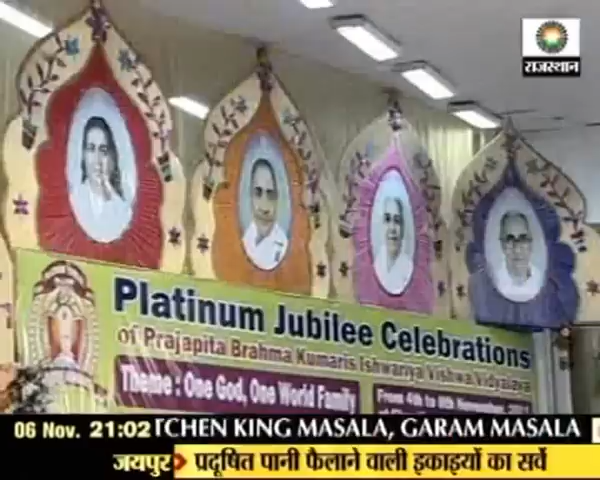 राजस्थान
Platinum Jubilee Celebrations
of Prajapita Brahma Kumaris Ishwariya Vishwa Vidyalaya
Theme : One God, One World Family
From 4th to 8th November,
06 Nov. 21:02 TCHEN KING MASALA, GARAM MASALA
जयपुर प्रदूषित पानी फैलाने वाली इकाइयों का सर्वे